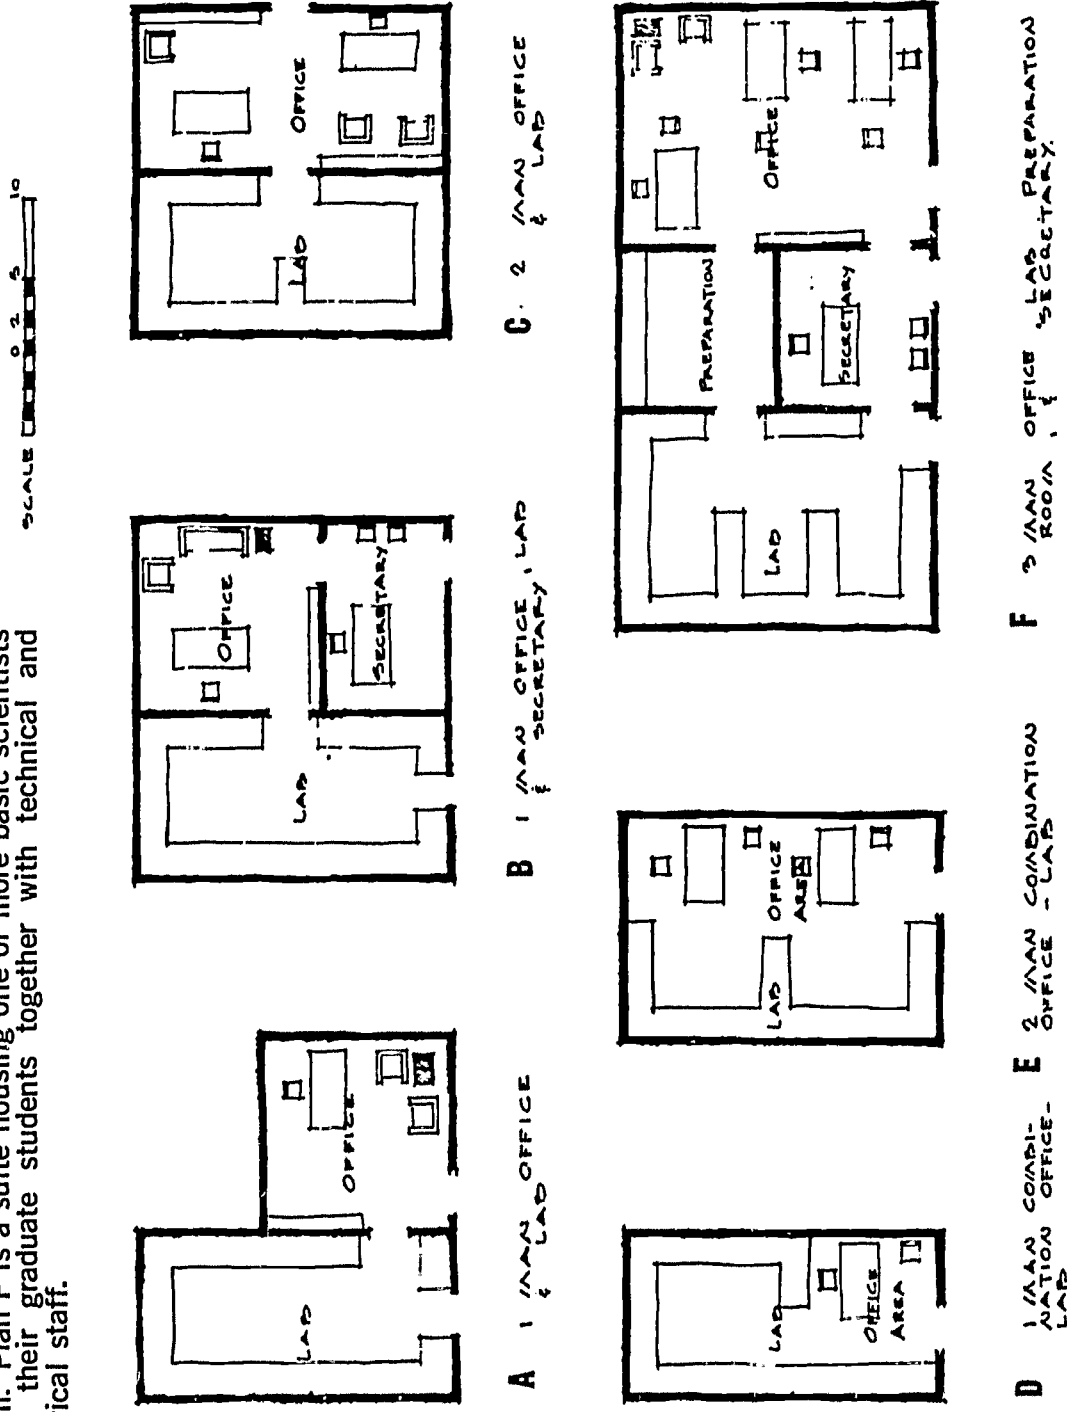 n. Plan F is a suite housing one or more basic scientists
their graduate students together with technical and
ical staff.
SCALE 0 2 5 10
LAB
OFFICE
A 1 MAN OFFICE
& LAB
LAB
OFFICE
SECRETARY
B 1 MAN OFFICE, LAB
& SECRETARY
LAB
OFFICE
C. 2 MAN OFFICE
& LAB
LAB
OFFICE
AREA
D 1 MAN COMBI-
NATION OFFICE-
LAB
LAB
OFFICE
AREA
E 2 MAN COMBINATION
OFFICE - LAB
LAB
PREPARATION
SECRETARY
OFFICE
F 3 MAN OFFICE LAB PREPARATION
ROOM, & SECRETARY.